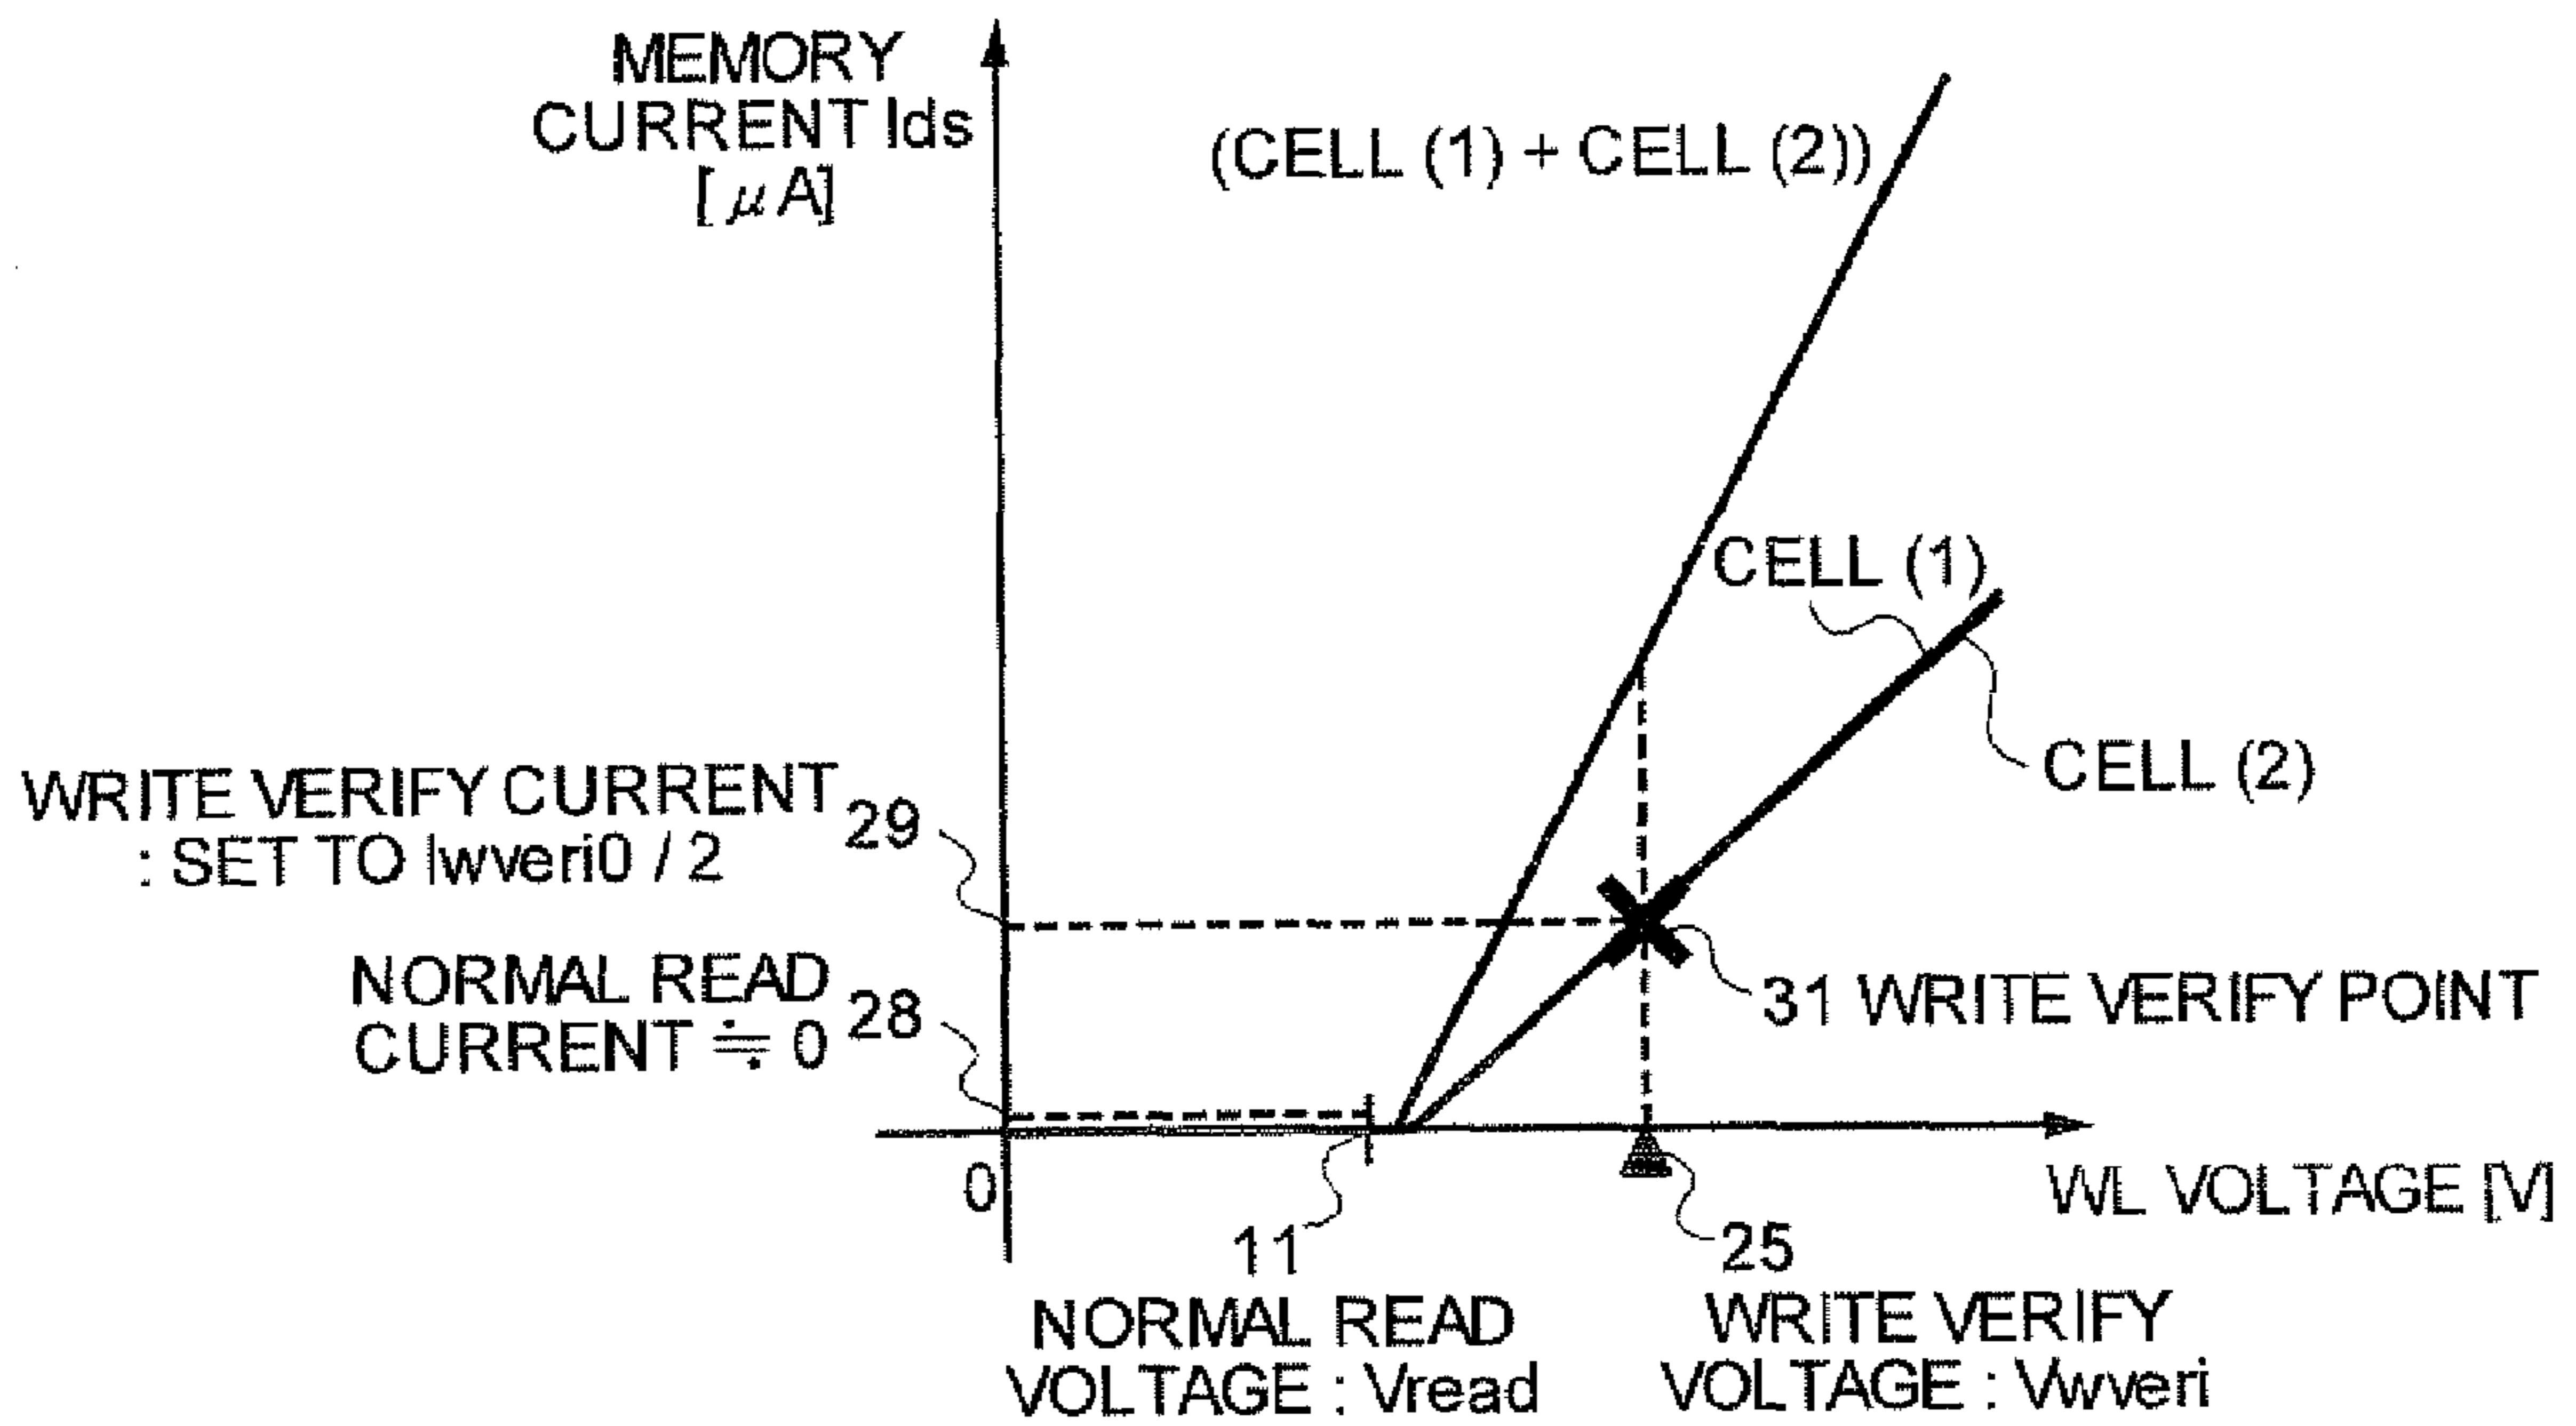 MEMORY
CURRENT Ids
[μA]
(CELL (1) + CELL (2))
CELL (1)
CELL (2)
WRITE VERIFY CURRENT
: SET TO Iwveri0 / 2
29
NORMAL READ
CURRENT ≒ 0
28
31 WRITE VERIFY POINT
0
WL VOLTAGE [V]
11
NORMAL READ
VOLTAGE : Vread
25
WRITE VERIFY
VOLTAGE : Vwveri